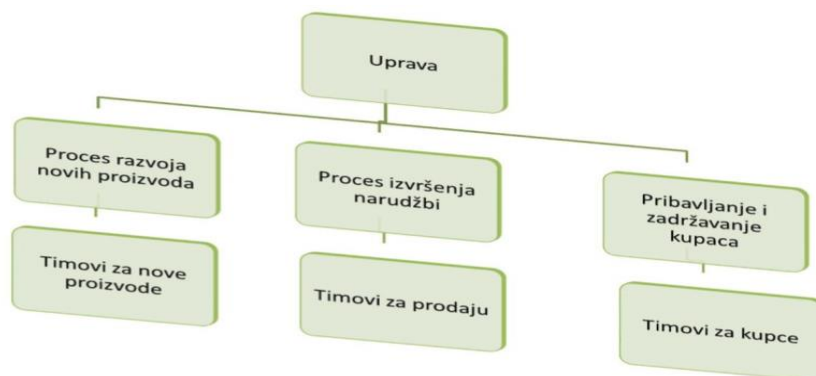 Uprava
Proces razvoja
novih proizvoda
Proces izvršenja
narudžbi
Pribavljanje i
zadržavanje
kupaca
Timovi za nove
proizvode
Timovi za prodaju
Timovi za kupce